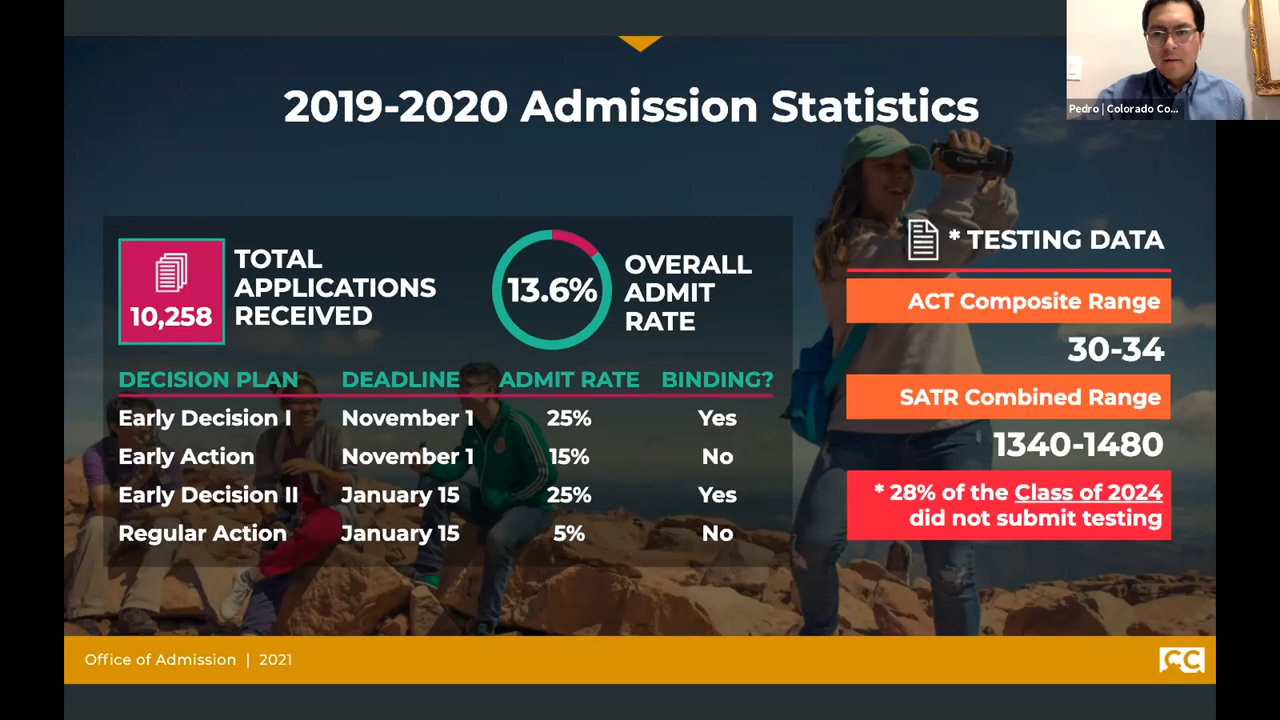 2019-2020 Admission Statistics
Pedro | Colorado Co...
10,258
TOTAL
APPLICATIONS
RECEIVED
13.6%
OVERALL
ADMIT
RATE
DECISION PLAN DEADLINE ADMIT RATE BINDING?
Early Decision I November 1 25% Yes
Early Action November 1 15% No
Early Decision II January 15 25% Yes
Regular Action January 15 5% No
* TESTING DATA
ACT Composite Range
30-34
SATR Combined Range
1340-1480
* 28% of the Class of 2024
did not submit testing
Canon
Office of Admission | 2021
CC